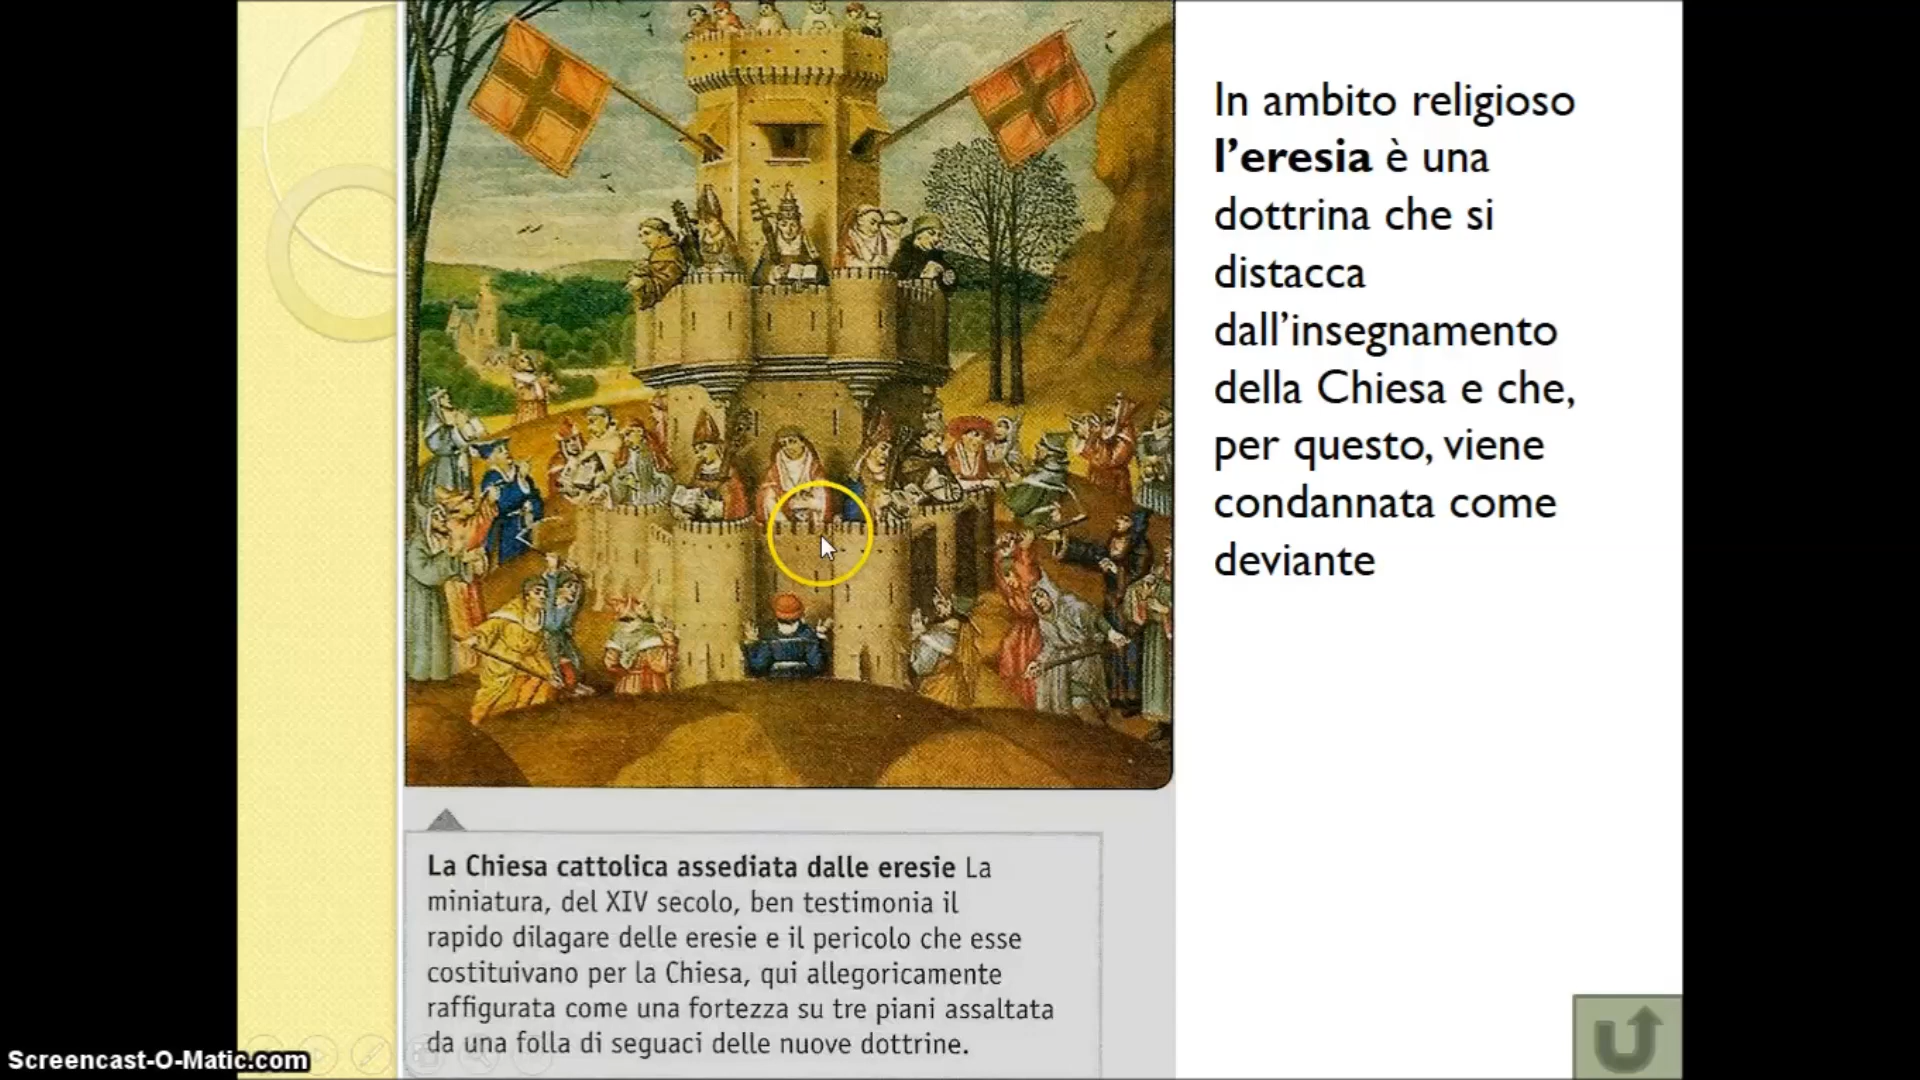 In ambito religioso
l'eresia è una
dottrina che si
distacca
dall'insegnamento
della Chiesa e che,
per questo, viene
condannata come
deviante
La Chiesa cattolica assediata dalle eresie La
miniatura, del XIV secolo, ben testimonia il
rapido dilagare delle eresie e il pericolo che esse
costituivano per la Chiesa, qui allegoricamente
raffigurata come una fortezza su tre piani assaltata
da una folla di seguaci delle nuove dottrine.
Screencast-O-Matic.com